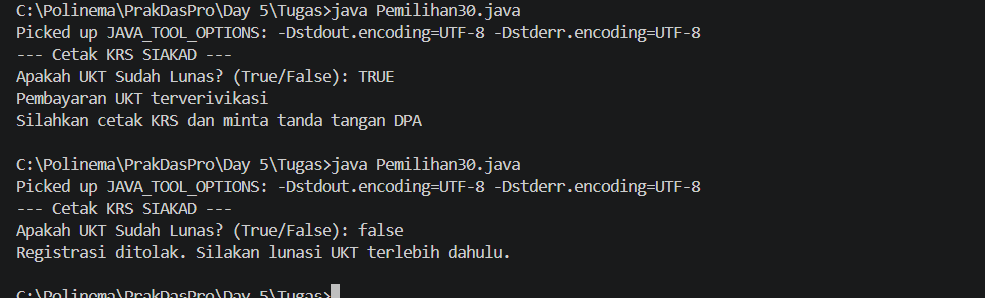 C:\Polinema\PrakDasPro\Day 5\Tugas>java Pemilihan30.java
Picked up JAVA_TOOL_OPTIONS: -Dstdout.encoding=UTF-8 -Dstderr.encoding=UTF-8
--- Cetak KRS SIAKAD ---
Apakah UKT Sudah Lunas? (True/False): TRUE
Pembayaran UKT terverivikasi
Silahkan cetak KRS dan minta tanda tangan DPA
C:\Polinema\PrakDasPro\Day 5\Tugas>java Pemilihan30.java
Picked up JAVA_TOOL_OPTIONS: -Dstdout.encoding=UTF-8 -Dstderr.encoding=UTF-8
--- Cetak KRS SIAKAD ---
Apakah UKT Sudah Lunas? (True/False): false
Registrasi ditolak. Silakan lunasi UKT terlebih dahulu.
C:\Polinema\PrakDasPro\Day 5\Tugas>